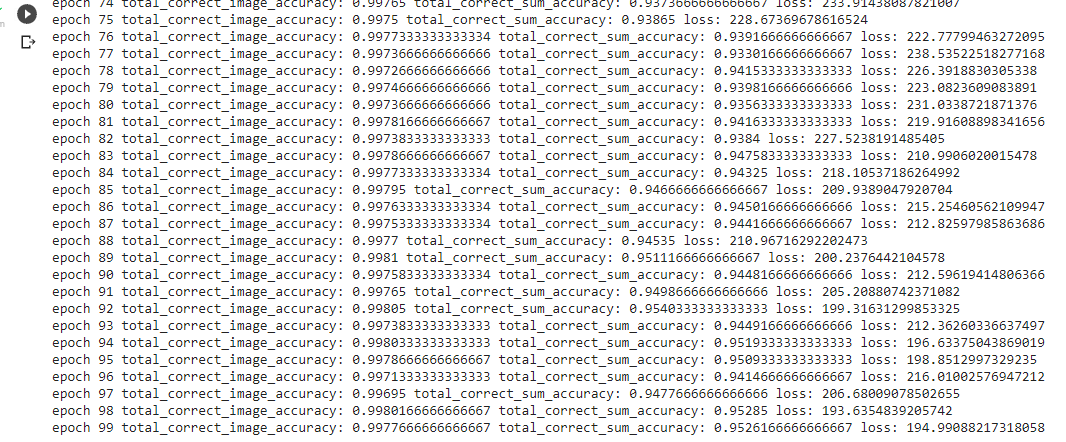 epoch 74 total_correct_image_accuracy: 0.99765 total_correct_sum_accuracy: 0.9373666666666667 loss: 233.91438087821007
epoch 75 total_correct_image_accuracy: 0.9975 total_correct_sum_accuracy: 0.93865 loss: 228.67369678616524
epoch 76 total_correct_image_accuracy: 0.9977333333333334 total_correct_sum_accuracy: 0.9391666666666667 loss: 222.77799463272095
epoch 77 total_correct_image_accuracy: 0.9973666666666666 total_correct_sum_accuracy: 0.9330166666666667 loss: 238.53522518277168
epoch 78 total_correct_image_accuracy: 0.9972666666666666 total_correct_sum_accuracy: 0.9415333333333333 loss: 226.3918830305338
epoch 79 total_correct_image_accuracy: 0.9974666666666666 total_correct_sum_accuracy: 0.9398166666666666 loss: 223.0823609083891
epoch 80 total_correct_image_accuracy: 0.9973666666666666 total_correct_sum_accuracy: 0.9356333333333333 loss: 231.0338721871376
epoch 81 total_correct_image_accuracy: 0.9978166666666667 total_correct_sum_accuracy: 0.9416333333333333 loss: 219.91608898341656
epoch 82 total_correct_image_accuracy: 0.9973833333333333 total_correct_sum_accuracy: 0.9384 loss: 227.5238191485405
epoch 83 total_correct_image_accuracy: 0.9978666666666667 total_correct_sum_accuracy: 0.9475833333333333 loss: 210.9906020015478
epoch 84 total_correct_image_accuracy: 0.9977333333333334 total_correct_sum_accuracy: 0.94325 loss: 218.10537186264992
epoch 85 total_correct_image_accuracy: 0.99795 total_correct_sum_accuracy: 0.9466666666666667 loss: 209.9389047920704
epoch 86 total_correct_image_accuracy: 0.9976333333333334 total_correct_sum_accuracy: 0.9450166666666666 loss: 215.25460562109947
epoch 87 total_correct_image_accuracy: 0.9975333333333334 total_correct_sum_accuracy: 0.9441666666666667 loss: 212.82597985863686
epoch 88 total_correct_image_accuracy: 0.9977 total_correct_sum_accuracy: 0.94535 loss: 210.96716292202473
epoch 89 total_correct_image_accuracy: 0.9981 total_correct_sum_accuracy: 0.9511166666666667 loss: 200.2376442104578
epoch 90 total_correct_image_accuracy: 0.9975833333333334 total_correct_sum_accuracy: 0.9448166666666666 loss: 212.59619414806366
epoch 91 total_correct_image_accuracy: 0.99765 total_correct_sum_accuracy: 0.9498666666666666 loss: 205.20880742371082
epoch 92 total_correct_image_accuracy: 0.99805 total_correct_sum_accuracy: 0.9540333333333333 loss: 199.31631299853325
epoch 93 total_correct_image_accuracy: 0.9973833333333333 total_correct_sum_accuracy: 0.9449166666666666 loss: 212.36260336637497
epoch 94 total_correct_image_accuracy: 0.9980333333333333 total_correct_sum_accuracy: 0.9519333333333333 loss: 196.63375043869019
epoch 95 total_correct_image_accuracy: 0.9978666666666667 total_correct_sum_accuracy: 0.9509333333333333 loss: 198.8512997329235
epoch 96 total_correct_image_accuracy: 0.9971333333333333 total_correct_sum_accuracy: 0.9414666666666667 loss: 216.01002576947212
epoch 97 total_correct_image_accuracy: 0.99695 total_correct_sum_accuracy: 0.9477666666666666 loss: 206.68009078502655
epoch 98 total_correct_image_accuracy: 0.9980166666666667 total_correct_sum_accuracy: 0.95285 loss: 193.6354839205742
epoch 99 total_correct_image_accuracy: 0.9977666666666667 total_correct_sum_accuracy: 0.9526166666666667 loss: 194.99088217318058